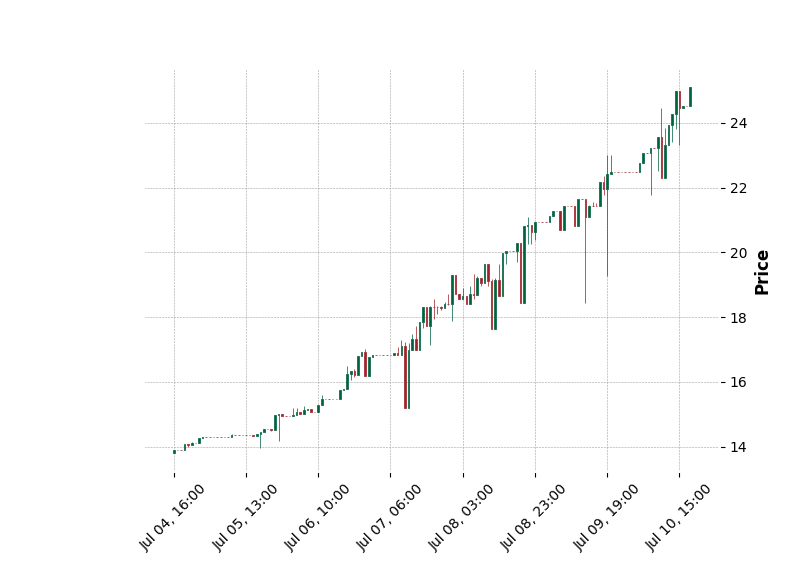 24
22
20
18
16
14
Price
Jul 04, 16:00
Jul 05, 13:00
Jul 06, 10:00
Jul 07, 06:00
Jul 08, 03:00
Jul 08, 23:00
Jul 09, 19:00
Jul 10, 15:00